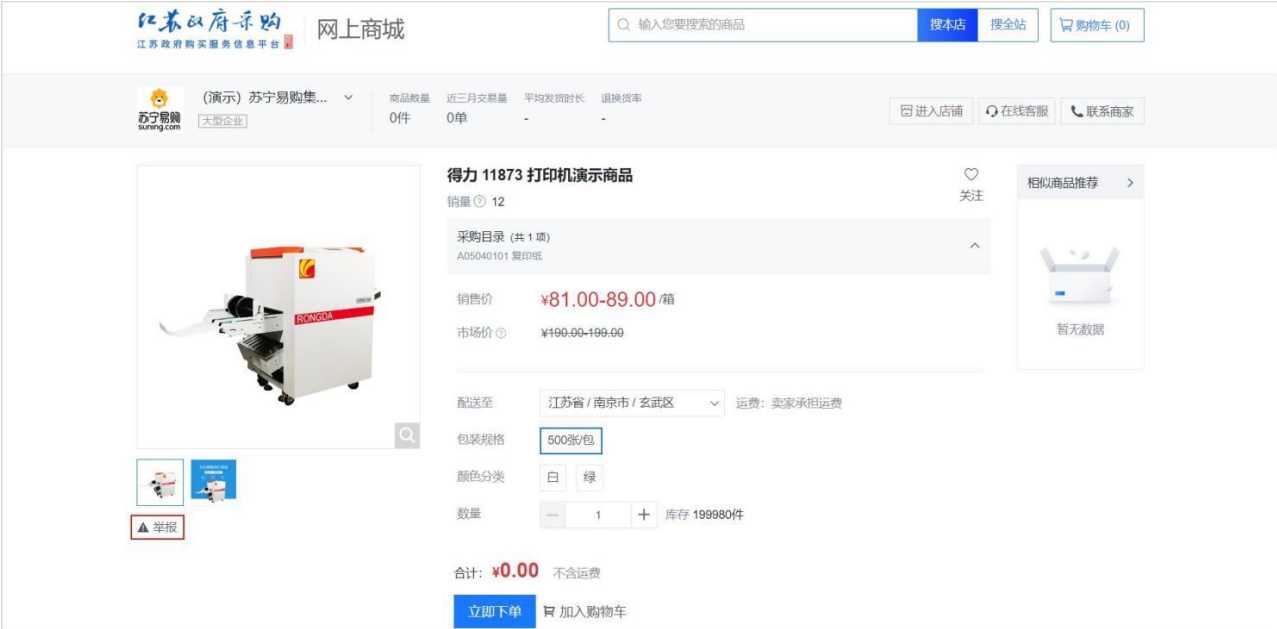 江苏政府采购
江苏政府购买服务信息平台
网上商城
输入您要搜索的商品
搜本店
搜全站
购物车 (0)
苏宁易购
suning.com
（演示）苏宁易购集...
大型企业
商品数量 近三月交易量 平均发货时长 退换货率
0件 0单 - -
进入店铺
在线客服
联系商家
得力 11873 打印机演示商品
销量 12
关注
相似商品推荐
采购目录（共 1 项）
A05040101 复印纸
销售价 ¥81.00-89.00 /箱
市场价 ¥190.00-199.00
暂无数据
RONGDA
配送至 江苏省 / 南京市 / 玄武区 运费：卖家承担运费
包装规格 500张/包
颜色分类 白 绿
数量 1 库存 199980件
举报
合计：¥0.00 不含运费
立即下单 加入购物车